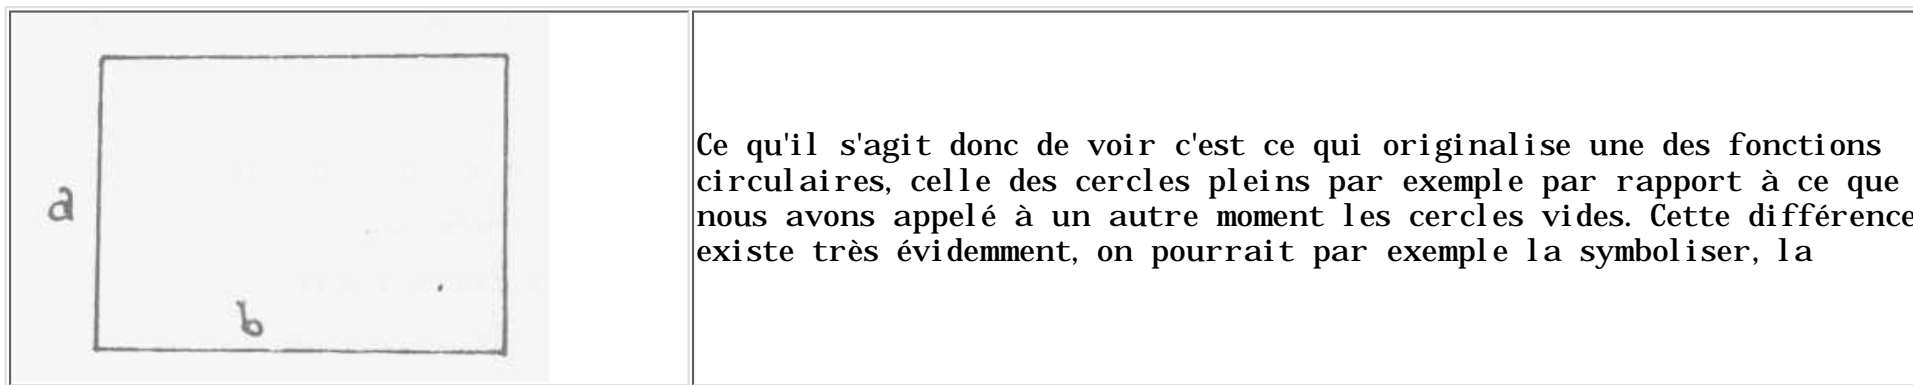 a
b
Ce qu'il s'agit donc de voir c'est ce qui originalise une des fonctions
circulaires, celle des cercles pleins par exemple par rapport à ce que
nous avons appelé à un autre moment les cercles vides. Cette différence
existe très évidemment, on pourrait par exemple la symboliser, la